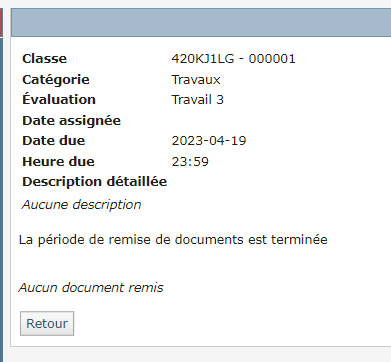 Classe 420KJ1LG - 000001
Catégorie Travaux
Évaluation Travail 3
Date assignée
Date due 2023-04-19
Heure due 23:59
Description détaillée
Aucune description
La période de remise de documents est terminée
Aucun document remis
Retour